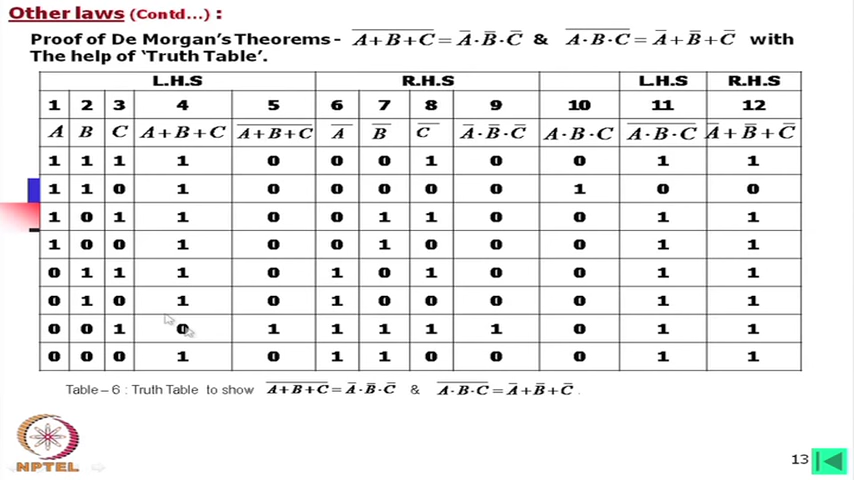 Other laws (Contd...) :
Proof of De Morgan's Theorems- A̅+̅B̅+̅C̅ = A̅·B̅·C̅ & A̅·̅B̅·̅C̅ = A̅+B̅+C̅ with
The help of 'Truth Table'.
L.H.S R.H.S L.H.S R.H.S
1 2 3 4 5 6 7 8 9 10 11 12
A B C A+B+C A̅+̅B̅+̅C̅ A̅ B̅ C̅ A̅·B̅·C̅ A·B·C A̅·̅B̅·̅C̅ A̅+B̅+C̅
1 1 1 1 0 0 0 1 0 0 1 1
1 1 0 1 0 0 0 0 0 1 0 0
1 0 1 1 0 0 1 1 0 0 1 1
1 0 0 1 0 0 1 0 0 0 1 1
0 1 1 1 0 1 0 1 0 0 1 1
0 1 0 1 0 1 0 0 0 0 1 1
0 0 1 0 1 1 1 1 1 0 1 1
0 0 0 1 0 1 1 0 0 0 1 1
Table – 6 : Truth Table to show A̅+̅B̅+̅C̅ = A̅·B̅·C̅ & A̅·̅B̅·̅C̅ = A̅+B̅+C̅ .
NPTEL
13